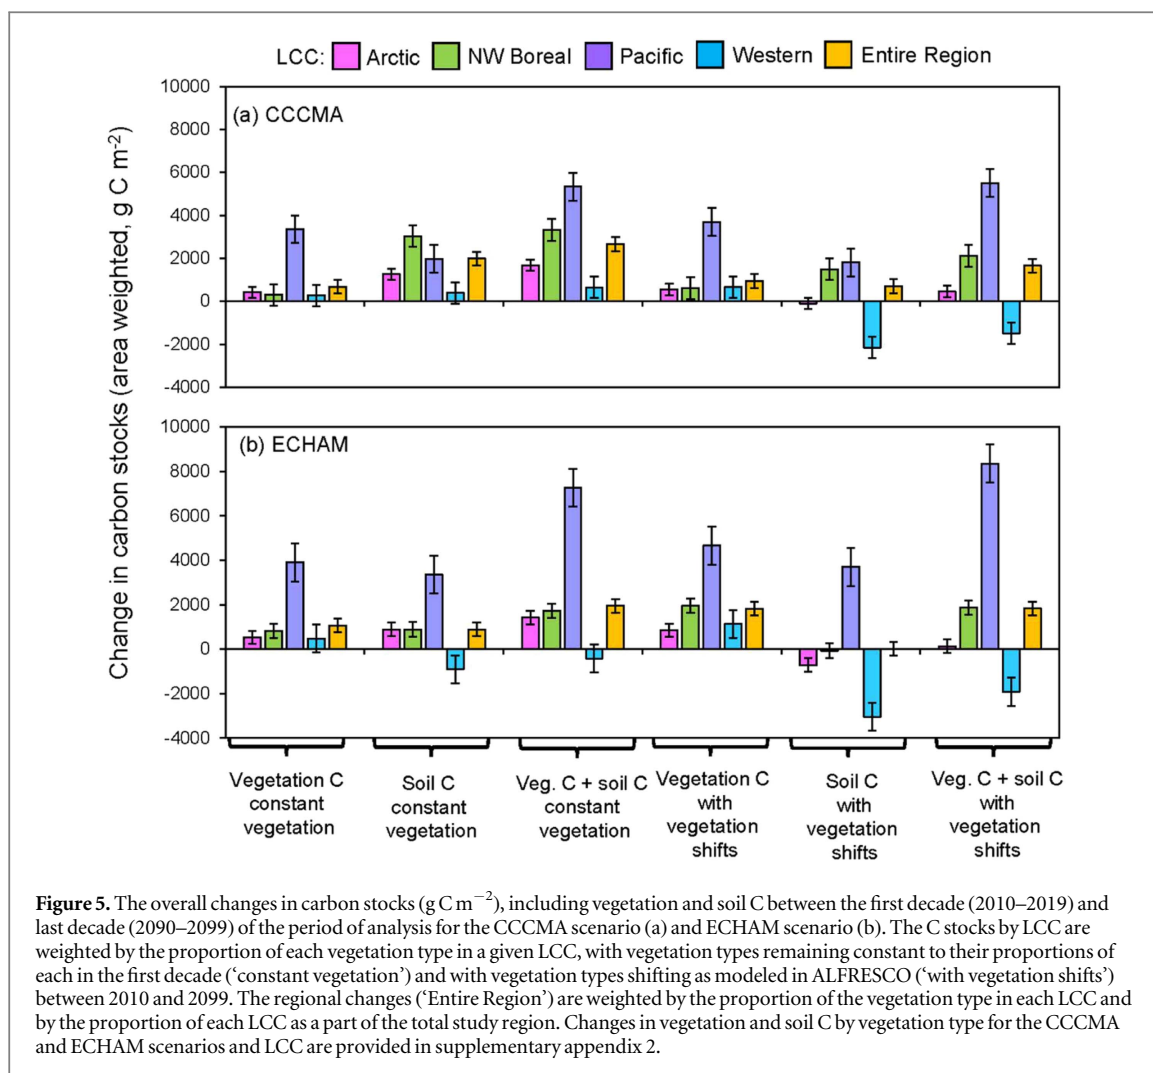 LCC: Arctic NW Boreal Pacific Western Entire Region
Change in carbon stocks (area weighted, g C m⁻²)
10000
(a) CCCMA
8000
6000
4000
2000
0
-2000
-4000
10000
(b) ECHAM
8000
6000
4000
2000
0
-2000
-4000
Vegetation C
constant
vegetation
Soil C
constant
vegetation
Veg. C + soil C
constant
vegetation
Vegetation C
with
vegetation
shifts
Soil C
with
vegetation
shifts
Veg. C + soil C
with
vegetation
shifts
Figure 5. The overall changes in carbon stocks (g C m⁻²), including vegetation and soil C between the first decade (2010–2019) and
last decade (2090–2099) of the period of analysis for the CCCMA scenario (a) and ECHAM scenario (b). The C stocks by LCC are
weighted by the proportion of each vegetation type in a given LCC, with vegetation types remaining constant to their proportions of
each in the first decade (‘constant vegetation’) and with vegetation types shifting as modeled in ALFRESCO (‘with vegetation shifts’)
between 2010 and 2099. The regional changes (‘Entire Region’) are weighted by the proportion of the vegetation type in each LCC and
by the proportion of each LCC as a part of the total study region. Changes in vegetation and soil C by vegetation type for the CCCMA
and ECHAM scenarios and LCC are provided in supplementary appendix 2.